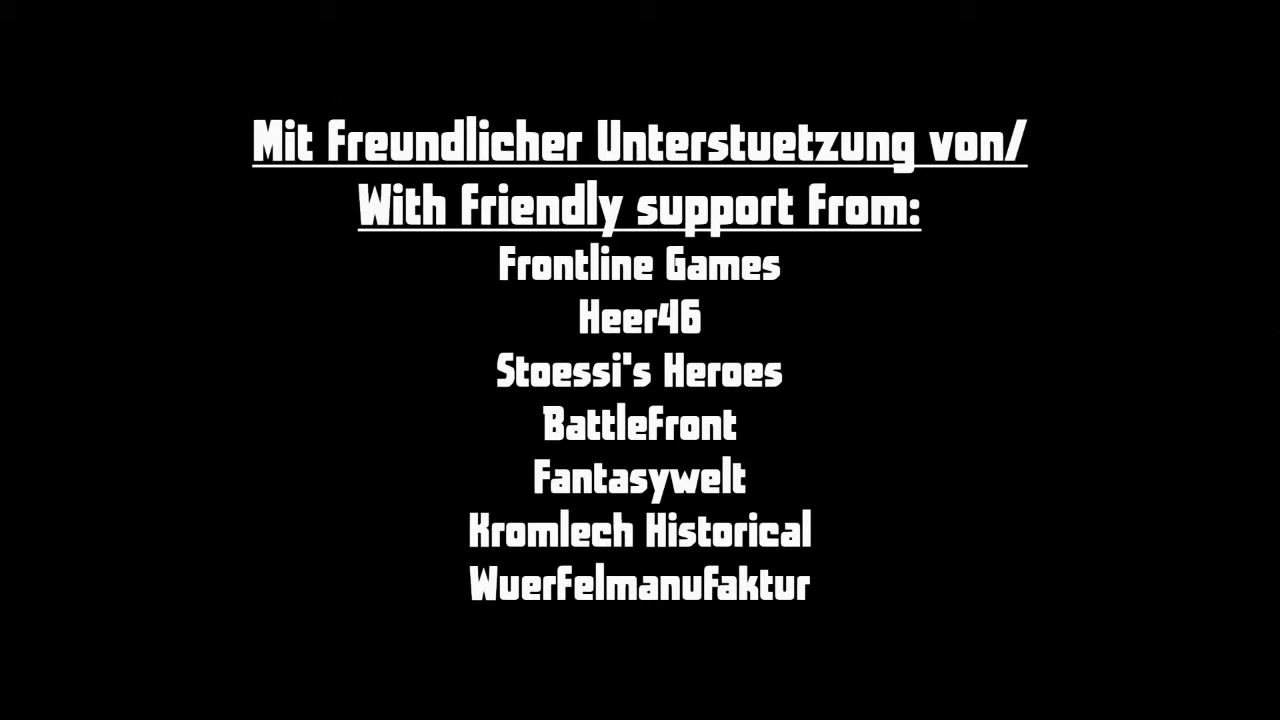 Mit freundlicher Unterstuetzung von/
With friendly support from:
Frontline Games
Heer46
Stoessi's Heroes
Battlefront
Fantasywelt
Kromlech Historical
Wuerfelmanufaktur